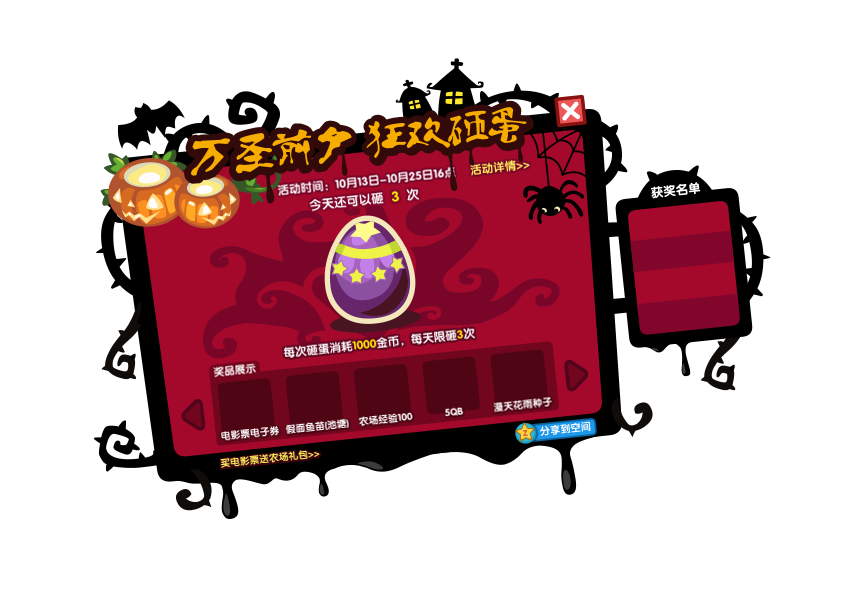 万圣前夕 狂欢砸蛋
活动时间：10月13日-10月25日16点
活动详情>>
今天还可以砸 3 次
获奖名单
每次砸蛋消耗1000金币，每天限砸3次
奖品展示
电影票电子券
假面鱼苗(池塘)
农场经验100
5QB
漫天花雨种子
买电影票送农场礼包>>
分享到空间